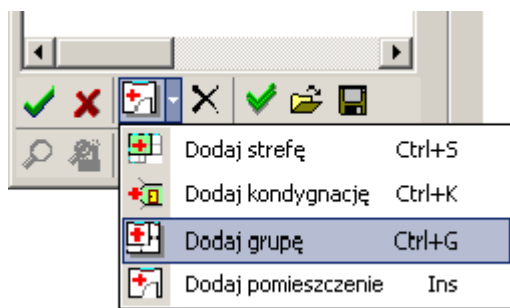 Dodaj strefę Ctrl+S
Dodaj kondygnację Ctrl+K
Dodaj grupę Ctrl+G
Dodaj pomieszczenie Ins